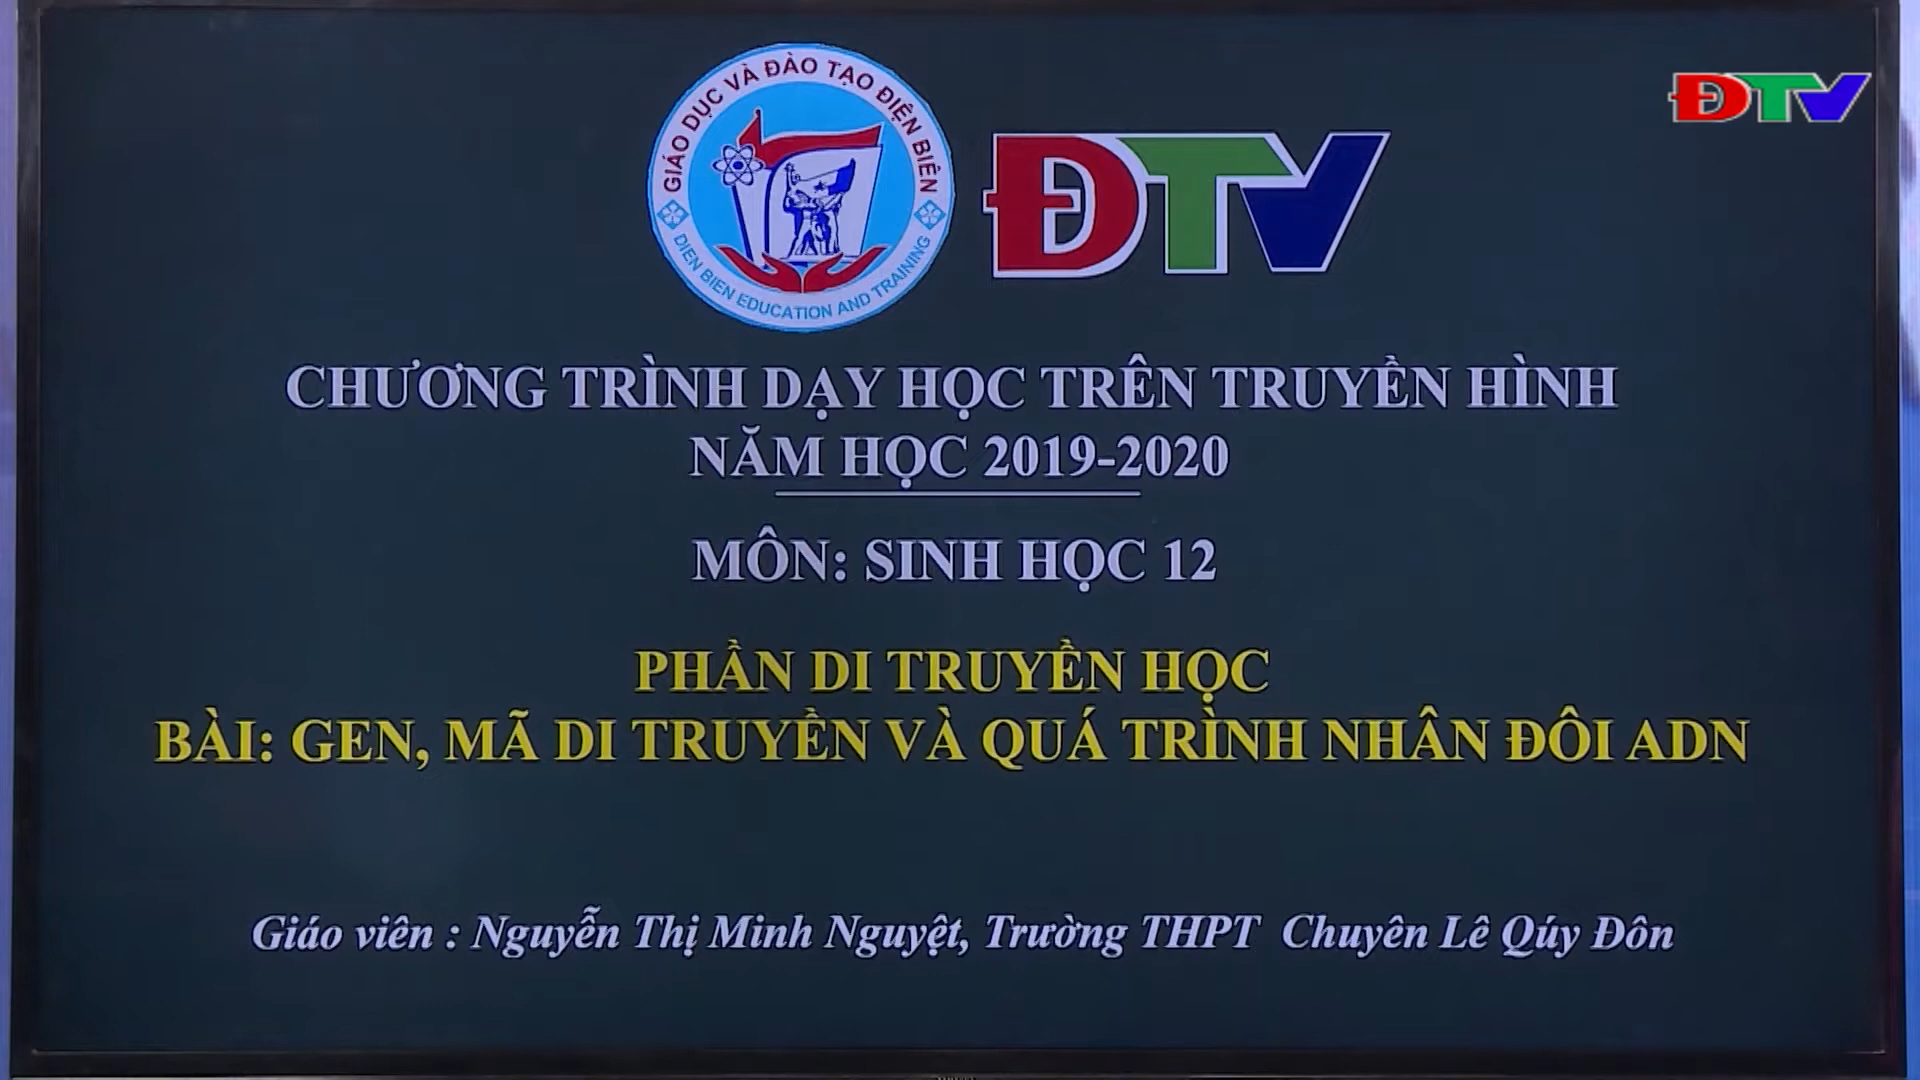 GIÁO DỤC VÀ ĐÀO TẠO ĐIỆN BIÊN
DIEN BIEN EDUCATION AND TRAINING
ĐTV
ĐTV
CHƯƠNG TRÌNH DẠY HỌC TRÊN TRUYỀN HÌNH
NĂM HỌC 2019-2020
MÔN: SINH HỌC 12
PHẦN DI TRUYỀN HỌC
BÀI: GEN, MÃ DI TRUYỀN VÀ QUÁ TRÌNH NHÂN ĐÔI ADN
Giáo viên : Nguyễn Thị Minh Nguyệt, Trường THPT Chuyên Lê Qúy Đôn